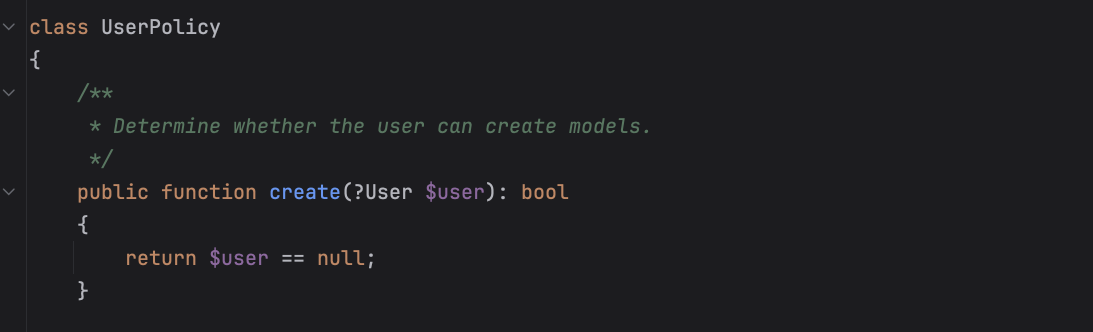 class UserPolicy
{
/**
* Determine whether the user can create models.
*/
public function create(?User $user): bool
{
return $user == null;
}